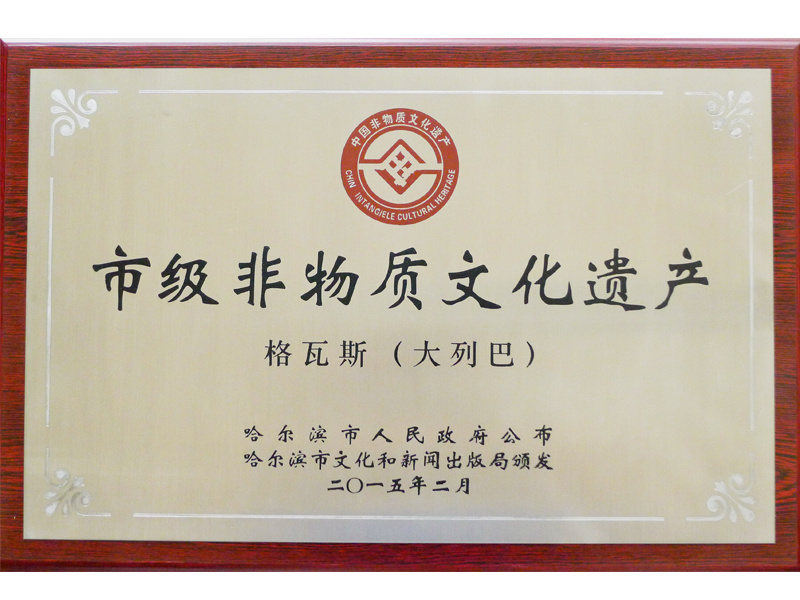 中国非物质文化遗产
CHIN INTANGIELE CULTURAL HERITAGE
市级非物质文化遗产
格瓦斯（大列巴）
哈尔滨市人民政府公布
哈尔滨市文化和新闻出版局颁发
二〇一五年二月